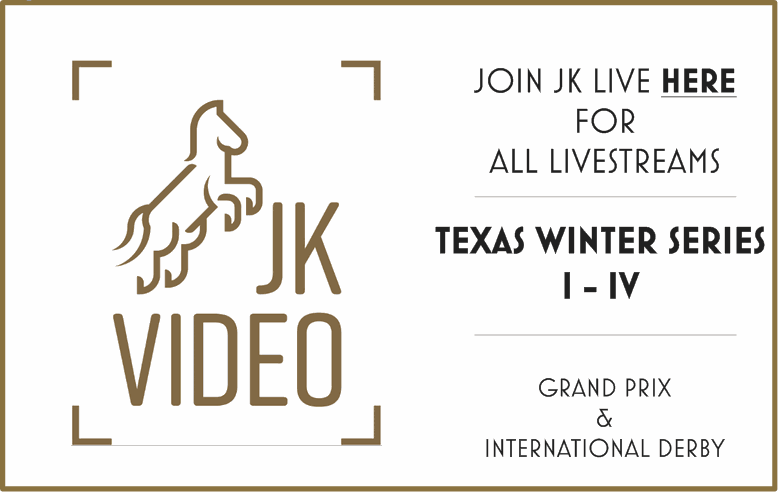 JK
VIDEO
JOIN JK LIVE HERE
FOR
ALL LIVESTREAMS
TEXAS WINTER SERIES
I - IV
GRAND PRIX
&
INTERNATIONAL DERBY